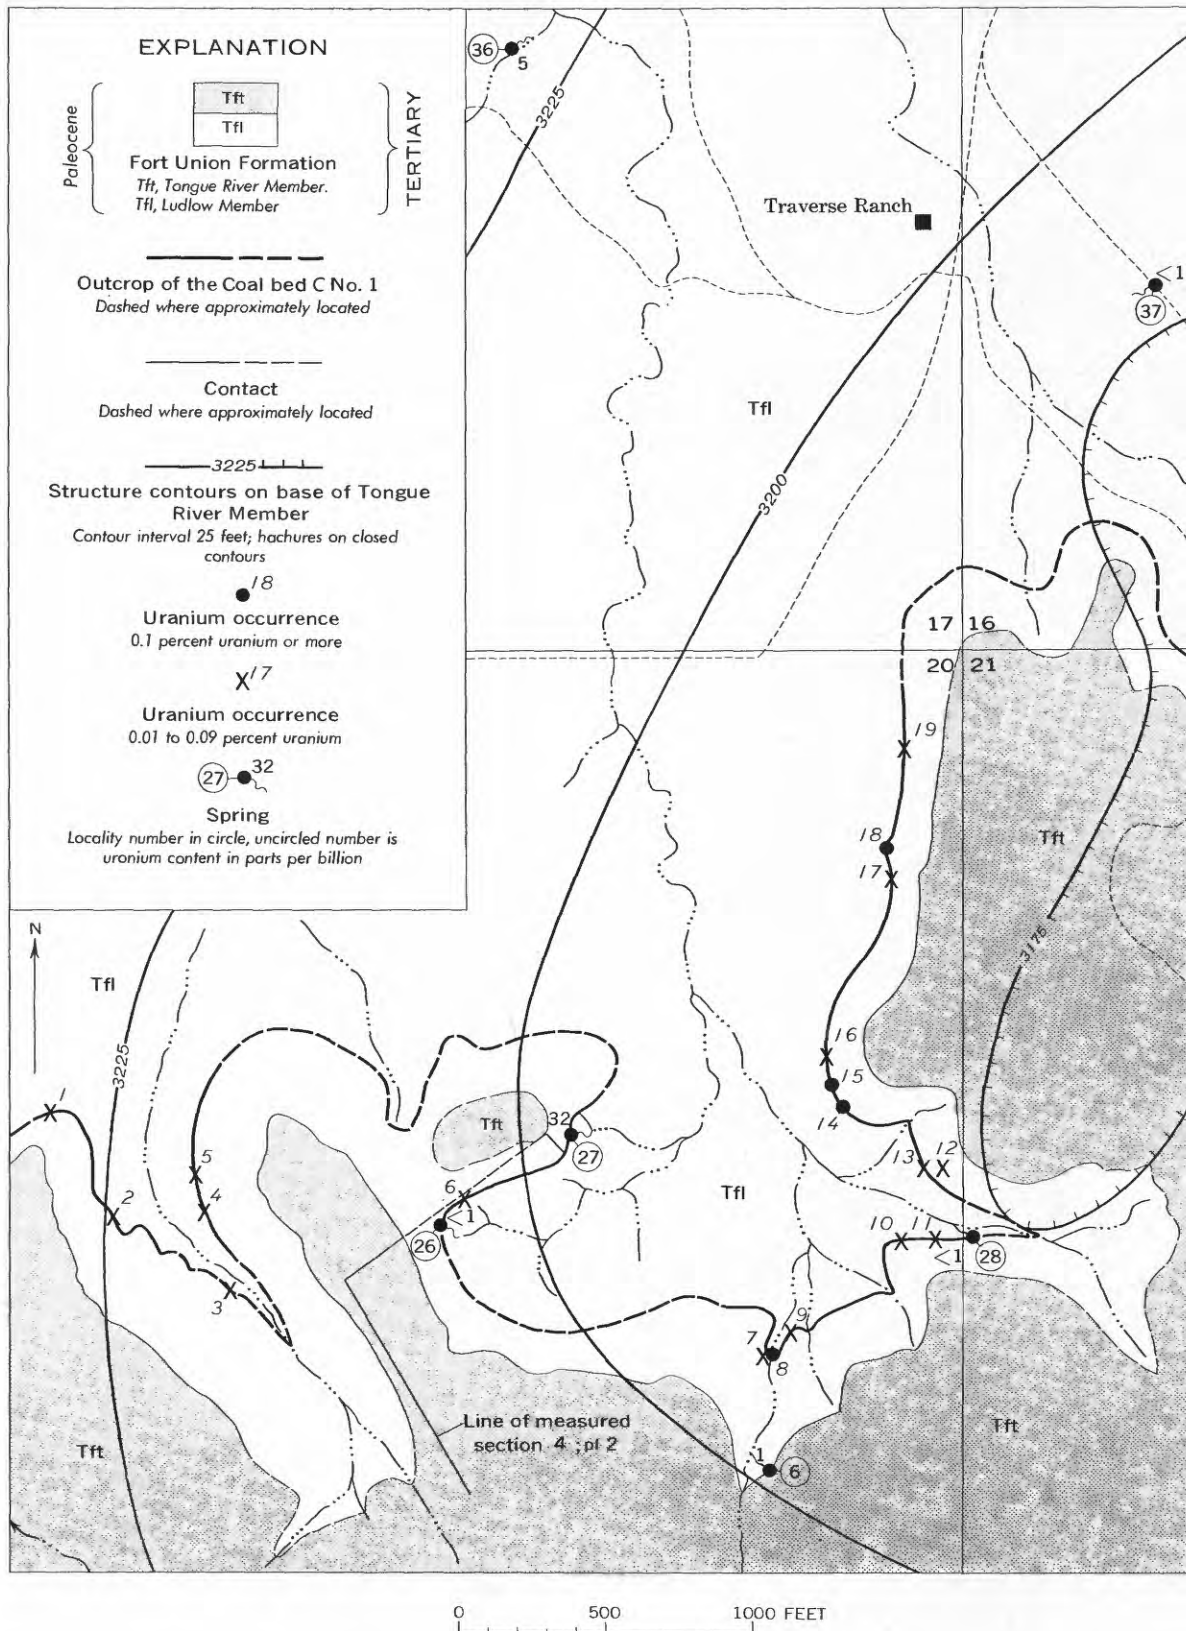 EXPLANATION
Tft
Tfl
Paleocene
TERTIARY
Fort Union Formation
Tft, Tongue River Member.
Tfl, Ludlow Member
Outcrop of the Coal bed C No. 1
Dashed where approximately located
Contact
Dashed where approximately located
3225
Structure contours on base of Tongue
River Member
Contour interval 25 feet; hachures on closed
contours
18
Uranium occurrence
0.1 percent uranium or more
X 17
Uranium occurrence
0.01 to 0.09 percent uranium
27 32
Spring
Locality number in circle, uncircled number is
uronium content in parts per billion
36
5
3225
Traverse Ranch
<1
37
Tfl
3200
17 16
20 21
19
18
17
Tft
3175
N
Tfl
3225
16
15
14
13 12
1
5
4
2
3
Tft
32
27
6
<1
26
Tfl
10 11
<1
28
9
7
8
Line of measured
section 4 ; pl 2
Tft
1
6
Tft
0 500 1000 FEET